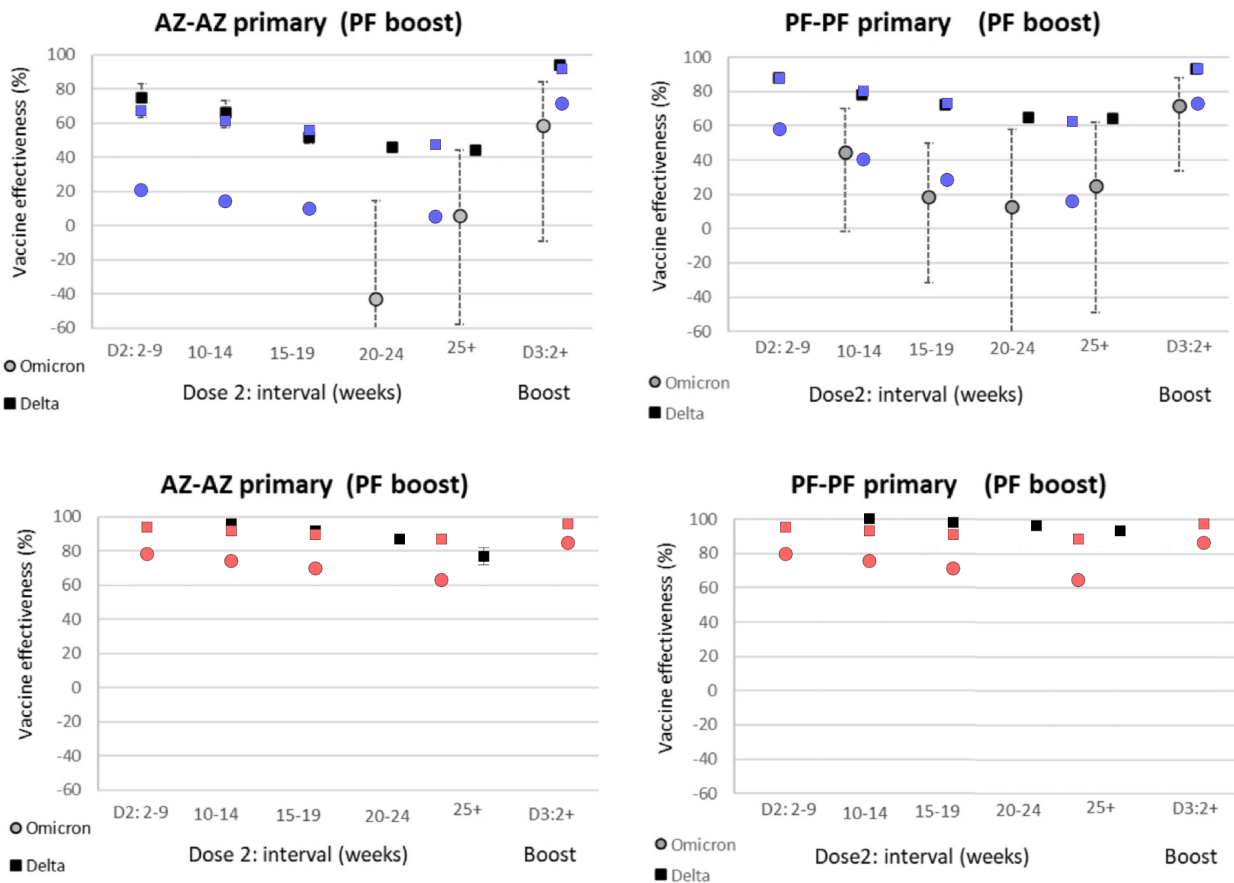 AZ-AZ primary (PF boost)
Vaccine effectiveness (%)
100
80
60
40
20
0
-20
-40
-60
D2: 2-9 10-14 15-19 20-24 25+ D3:2+
Omicron
Dose 2: interval (weeks) Boost
Delta
PF-PF primary (PF boost)
Vaccine effectiveness (%)
100
80
60
40
20
0
-20
-40
-60
D2: 2-9 10-14 15-19 20-24 25+ D3:2+
Omicron
Dose2: interval (weeks) Boost
Delta
AZ-AZ primary (PF boost)
Vaccine effectiveness (%)
100
80
60
40
20
0
-20
-40
-60
D2: 2-9 10-14 15-19 20-24 25+ D3:2+
Omicron
Dose 2: interval (weeks) Boost
Delta
PF-PF primary (PF boost)
Vaccine effectiveness (%)
100
80
60
40
20
0
-20
-40
-60
D2: 2-9 10-14 15-19 20-24 25+ D3:2+
Omicron
Dose2: interval (weeks) Boost
Delta